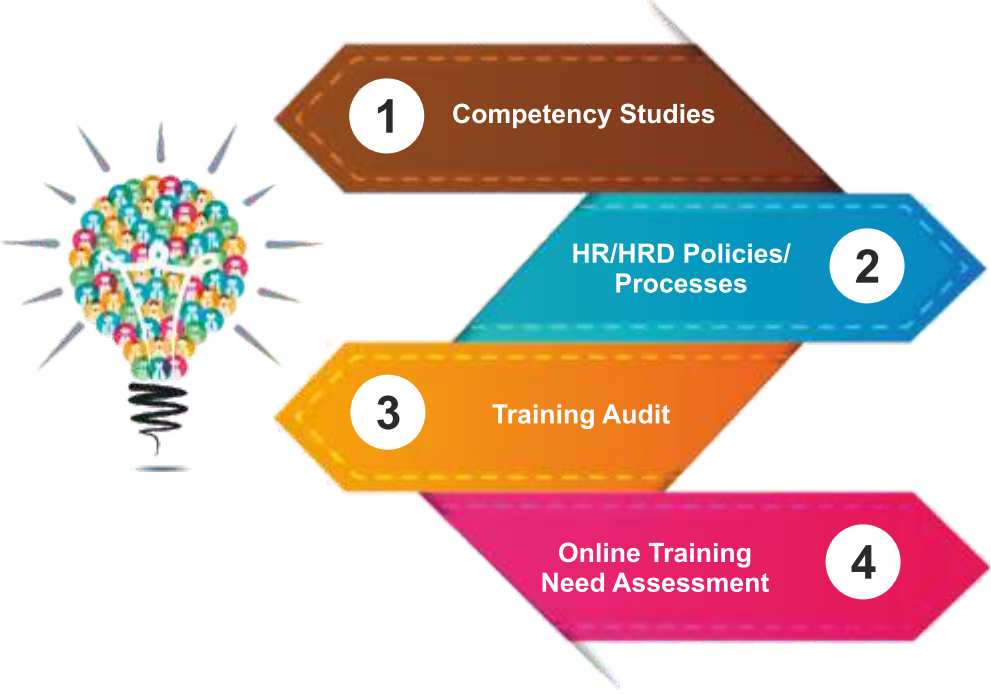 1
Competency Studies
HR/HRD Policies/
Processes
2
3
Training Audit
Online Training
Need Assessment
4